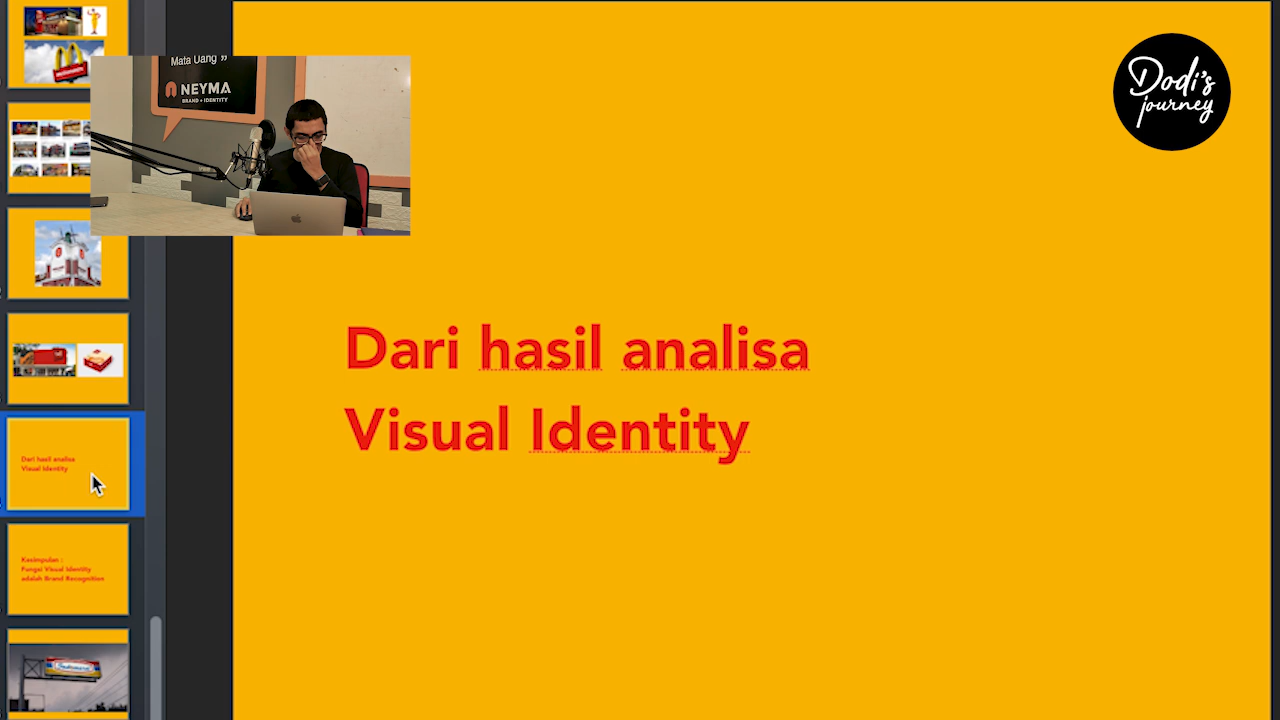 Mata Uang "
NEYMA
BRAND + IDENTITY
Dodi's
journey
Dari hasil analisa
Visual Identity
Dari hasil analisa
Visual Identity
Kesimpulan :
Fungsi Visual Identity
adalah Brand Recognition